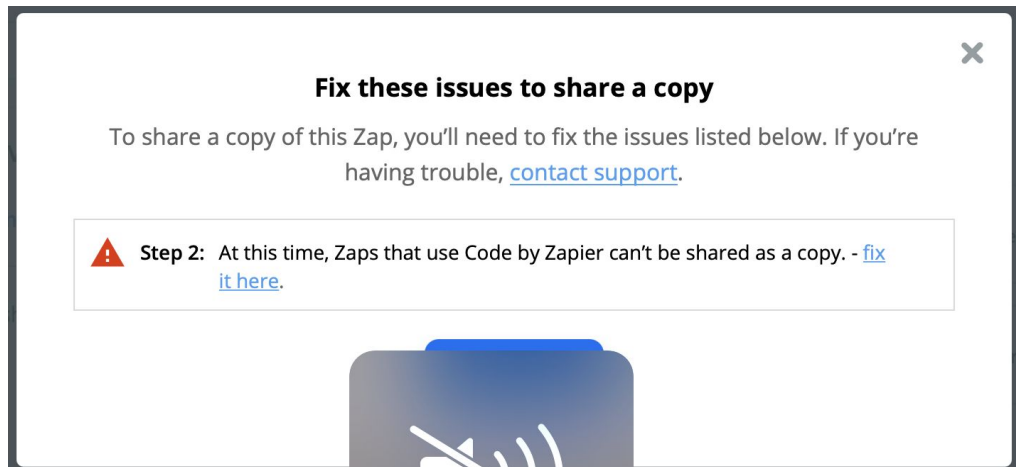 Fix these issues to share a copy
To share a copy of this Zap, you’ll need to fix the issues listed below. If you’re
having trouble, contact support.
Step 2: At this time, Zaps that use Code by Zapier can’t be shared as a copy. - fix
it here.